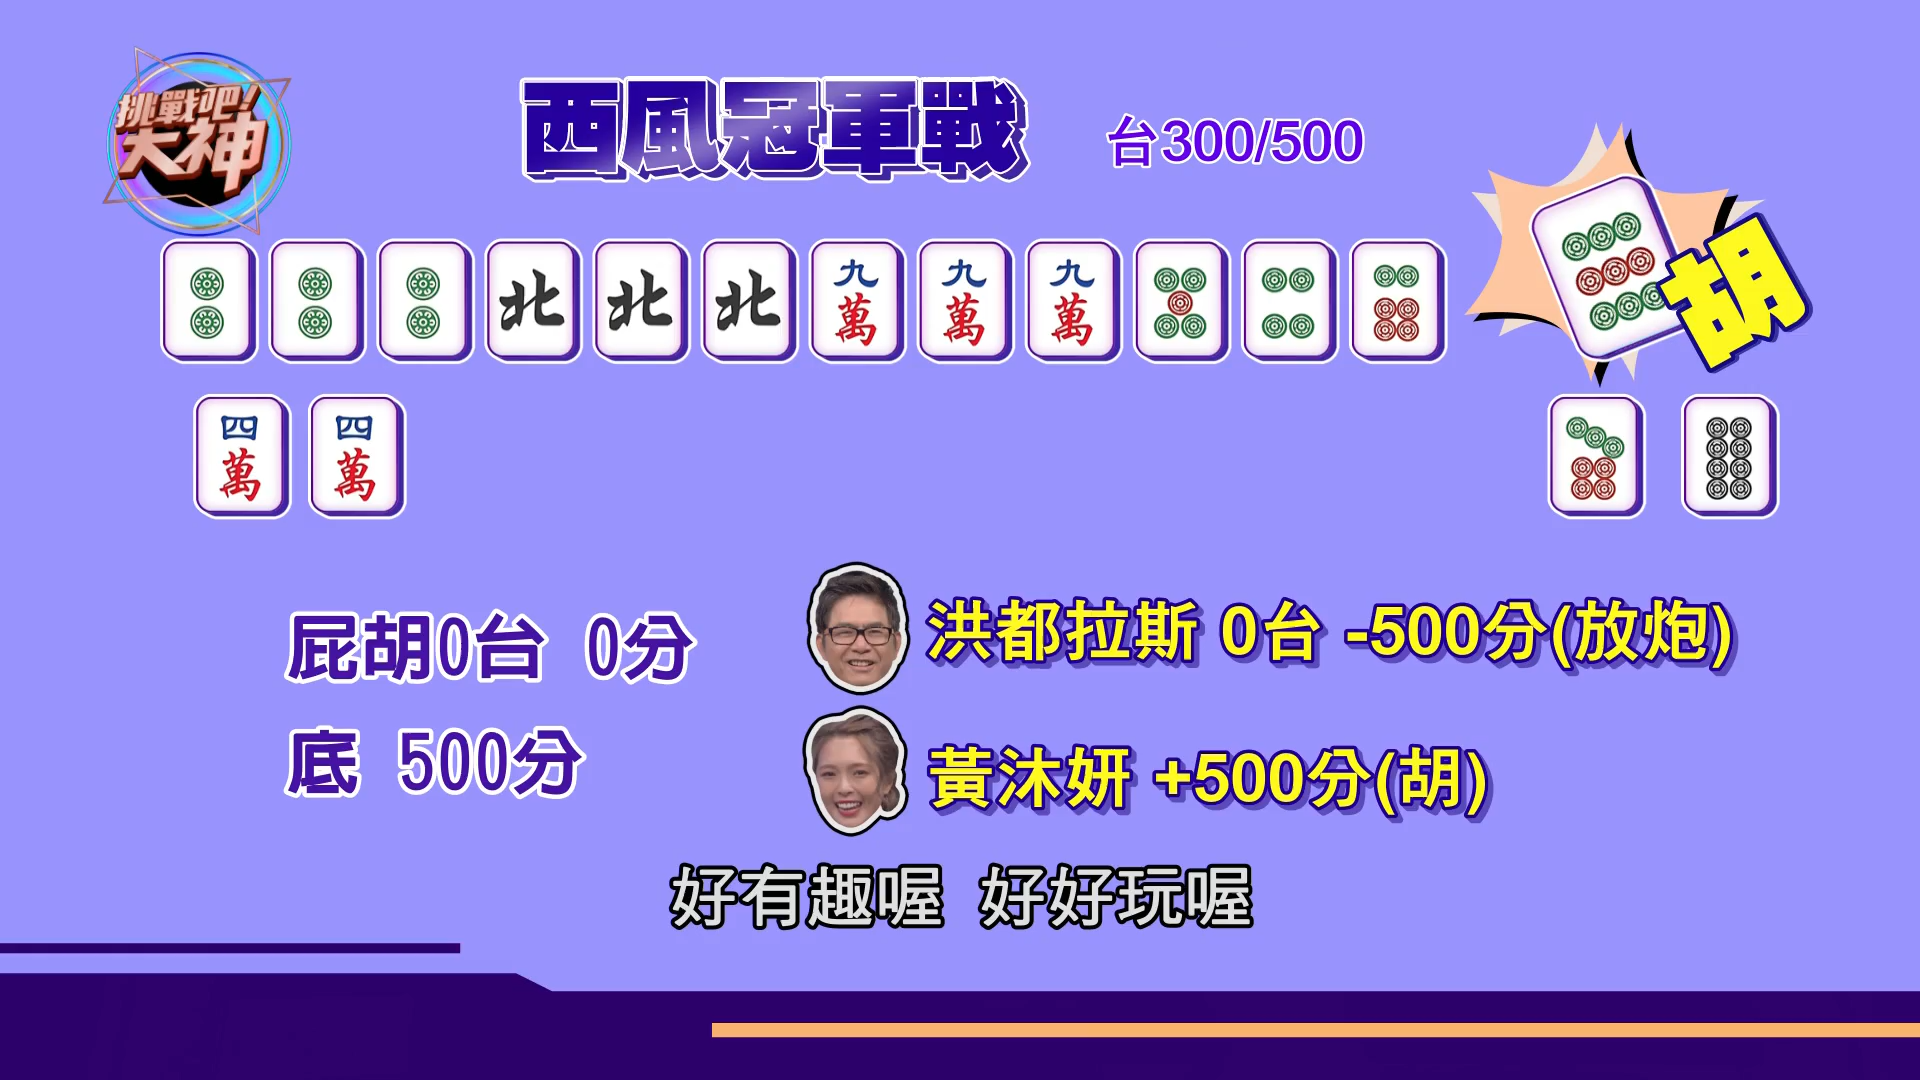 挑戰吧!
大神
西風冠軍戰
台300/500
北 北 北 九萬 九萬 九萬
胡
四萬 四萬
屁胡0台 0分
底 500分
洪都拉斯 0台 -500分(放炮)
黃沐妍 +500分(胡)
好有趣喔 好好玩喔